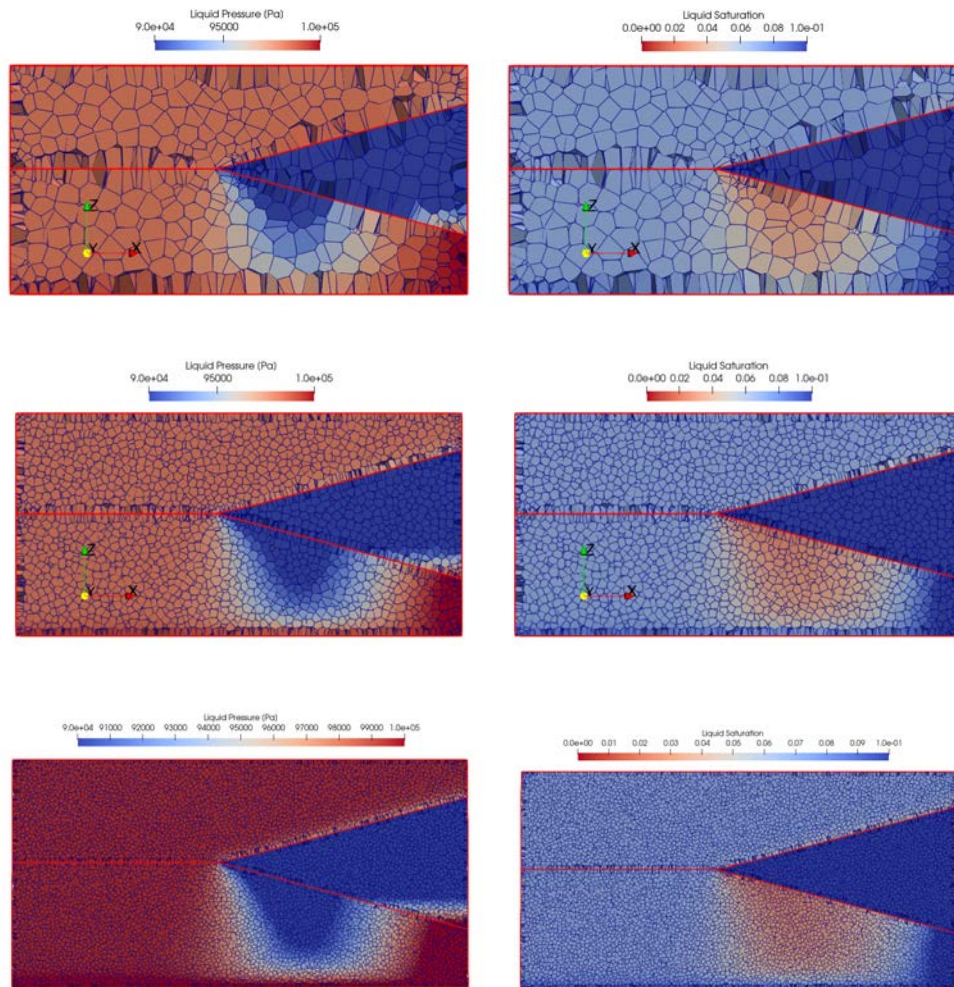 Liquid Pressure (Pa)
9.0e+04 95000 1.0e+05
Liquid Saturation
0.0e+00 0.02 0.04 0.06 0.08 1.0e-01
Z
Y X
Z
Y X
Liquid Pressure (Pa)
9.0e+04 95000 1.0e+05
Liquid Saturation
0.0e+00 0.02 0.04 0.06 0.08 1.0e-01
Z
Y X
Z
Y X
Liquid Pressure (Pa)
9.0e+04 91000 92000 93000 94000 95000 96000 97000 98000 99000 1.0e+05
Liquid Saturation
0.0e+00 0.01 0.02 0.03 0.04 0.05 0.06 0.07 0.08 0.09 1.0e-01